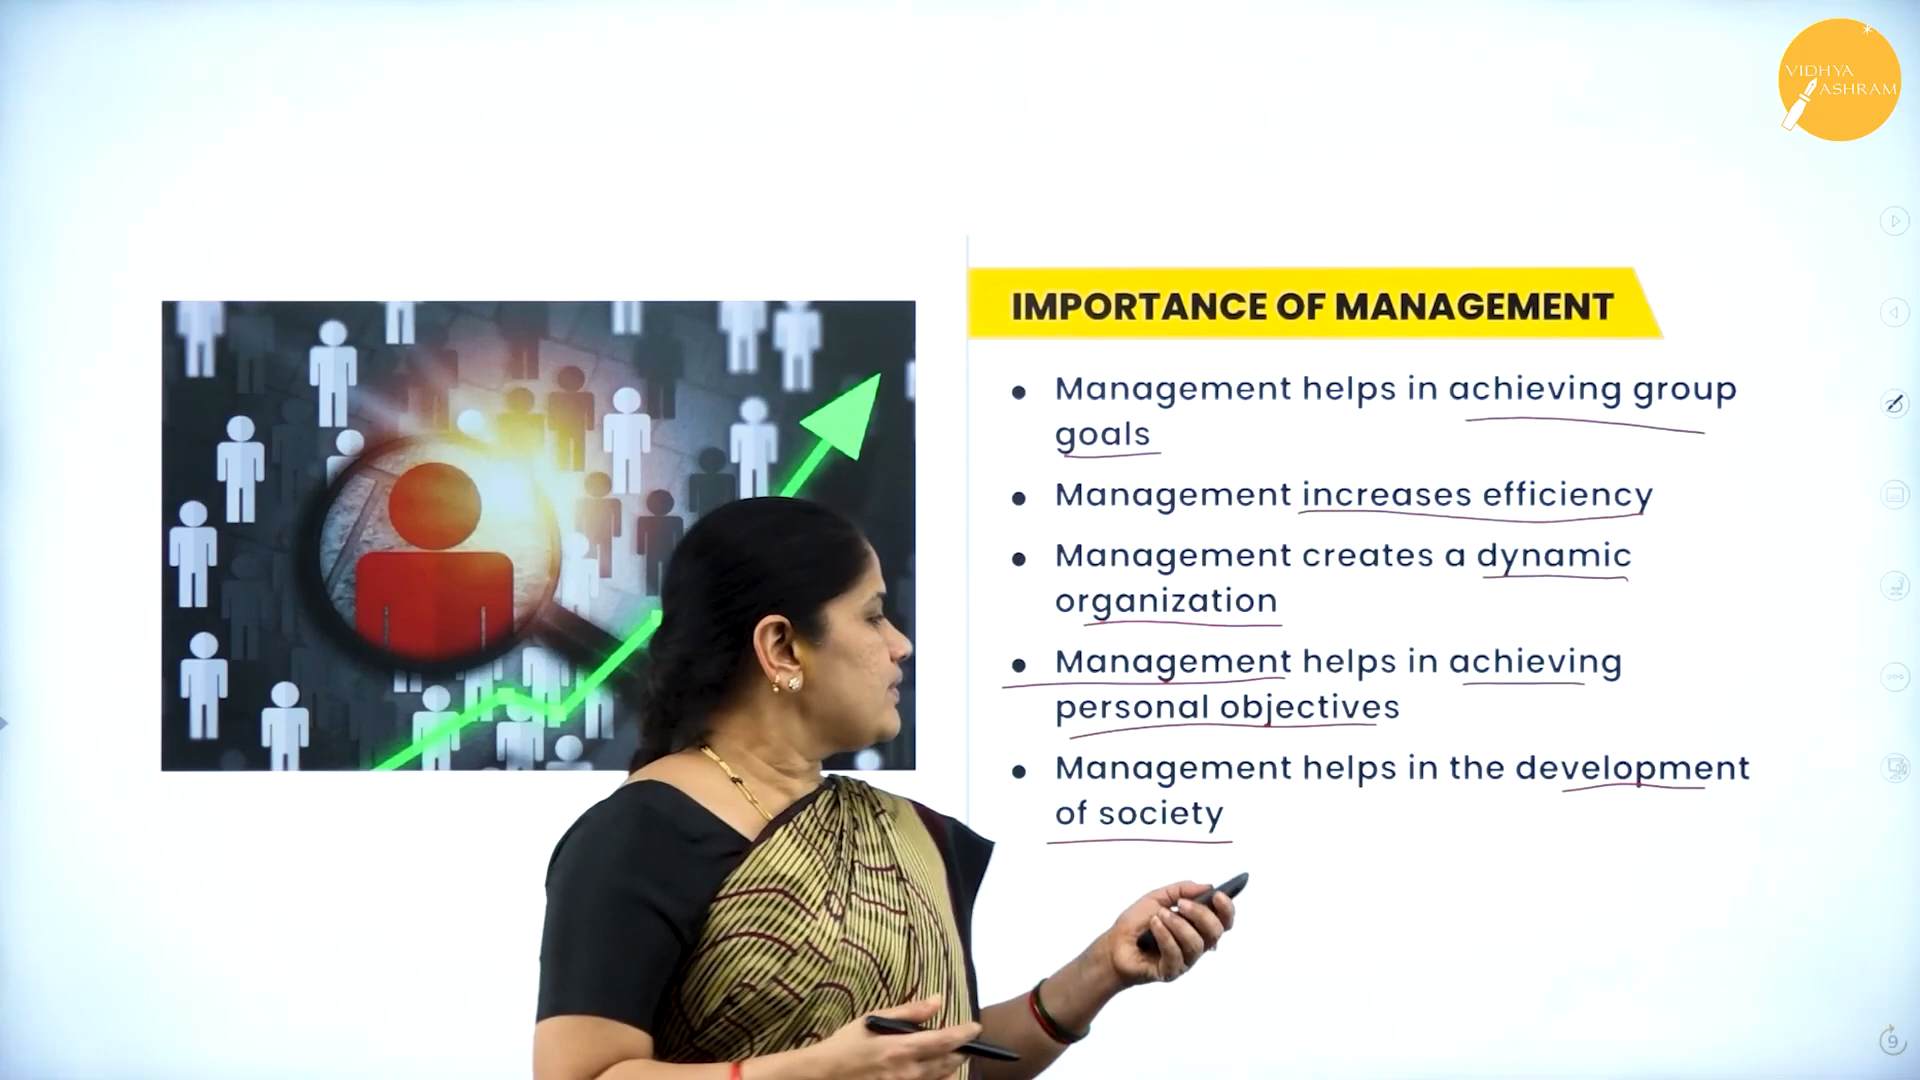 VIDHYA
ASHRAM
IMPORTANCE OF MANAGEMENT
• Management helps in achieving group
goals
• Management increases efficiency
• Management creates a dynamic
organization
• Management helps in achieving
personal objectives
• Management helps in the development
of society
9